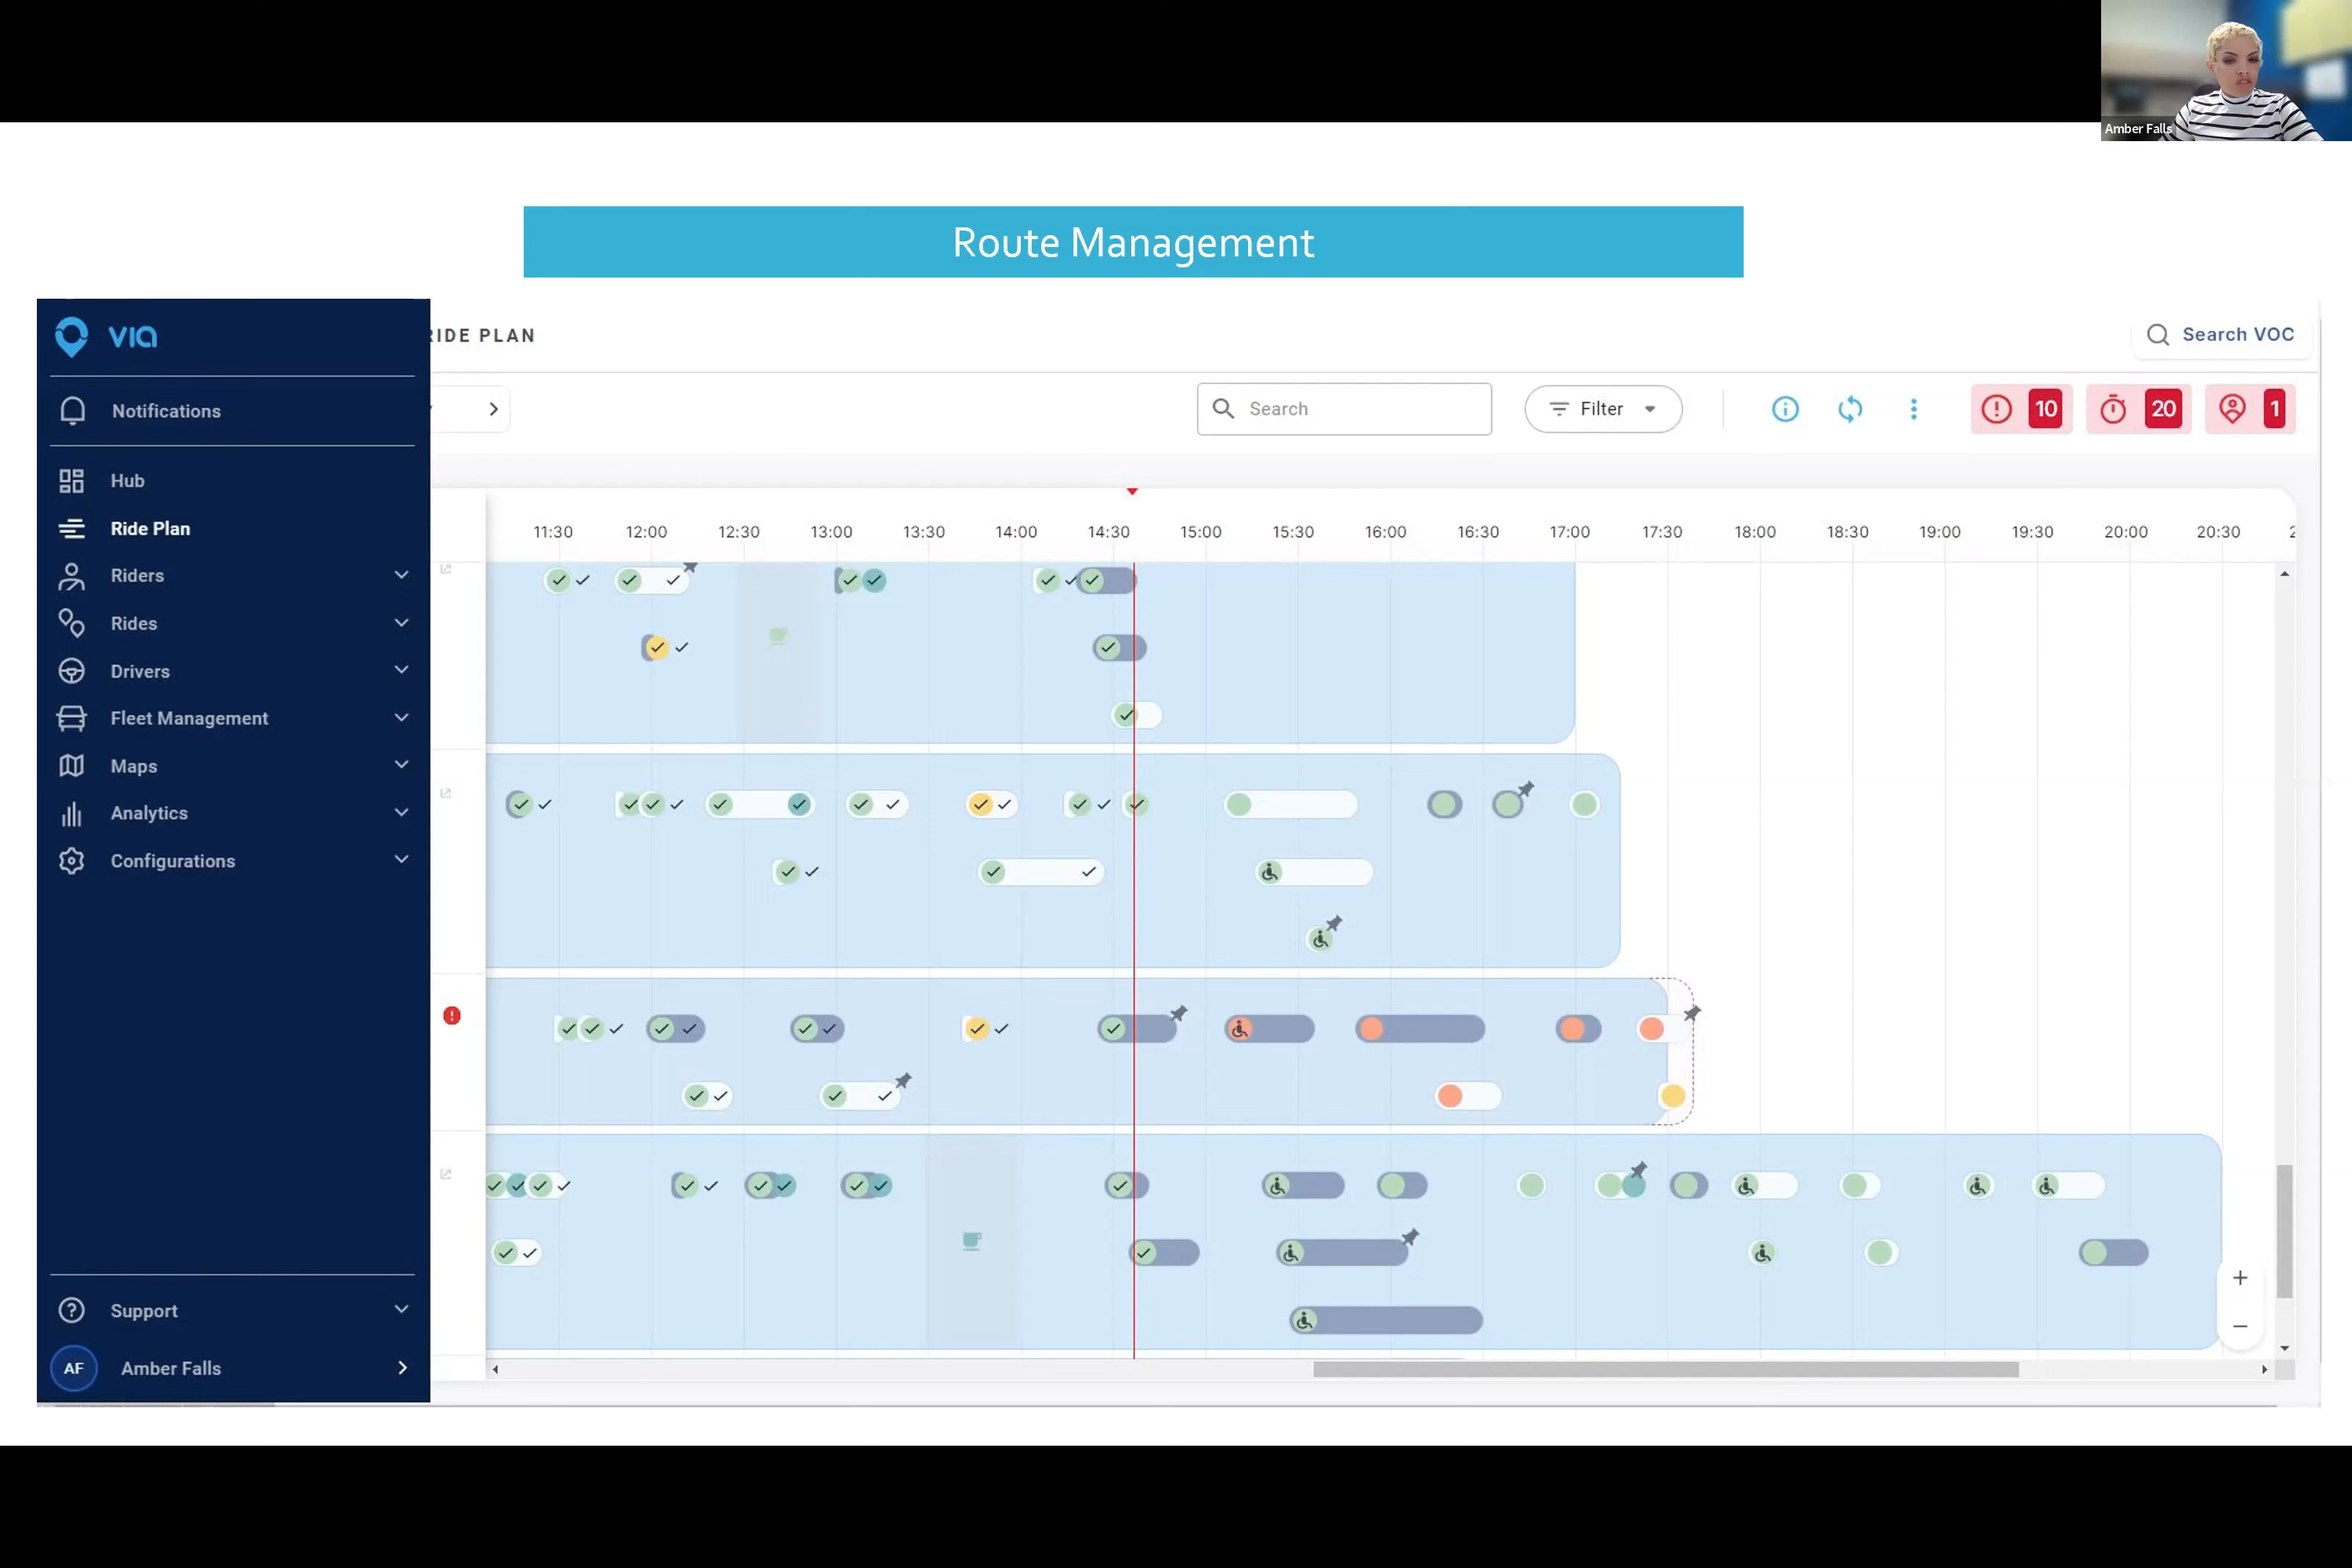 Amber Falls
Route Management
via
RIDE PLAN
Search VOC
Notifications
Search
Filter
10
20
1
Hub
Ride Plan
Riders
Rides
Drivers
Fleet Management
Maps
Analytics
Configurations
11:30 12:00 12:30 13:00 13:30 14:00 14:30 15:00 15:30 16:00 16:30 17:00 17:30 18:00 18:30 19:00 19:30 20:00 20:30
Support
AF
Amber Falls